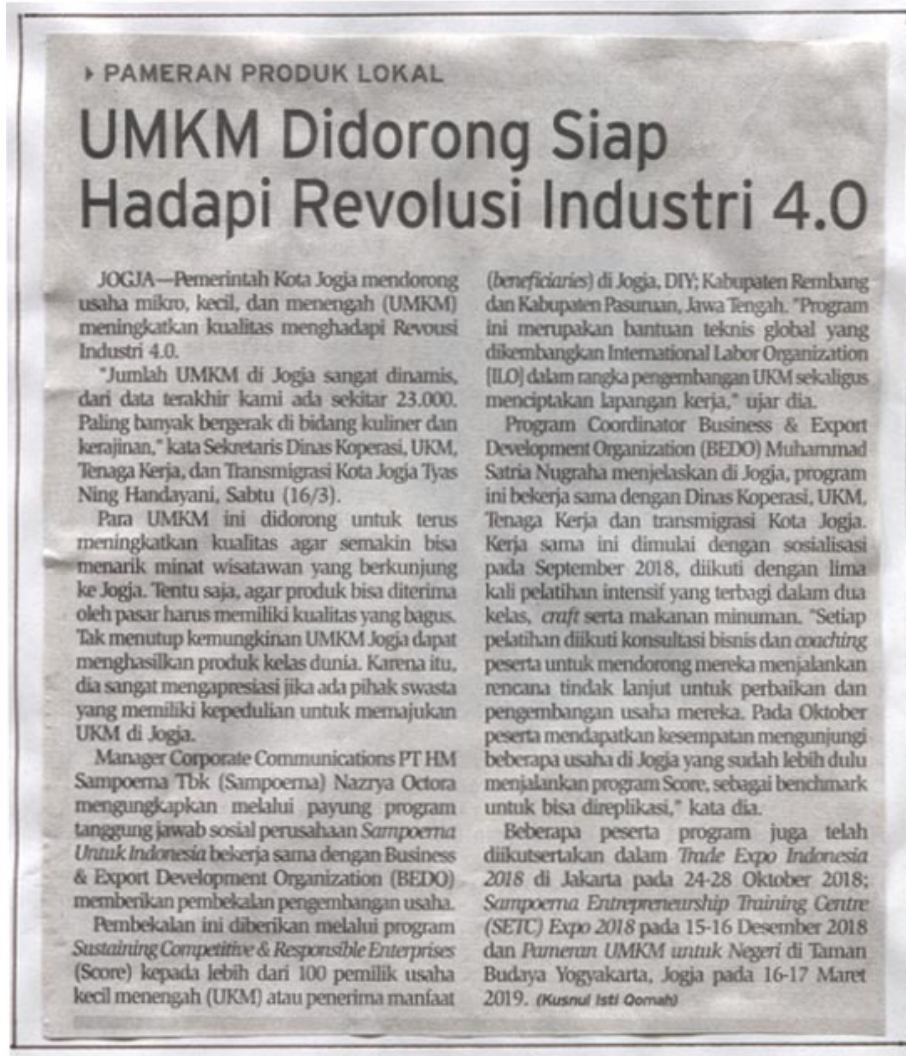 PAMERAN PRODUK LOKAL
UMKM Didorong Siap
Hadapi Revolusi Industri 4.0
JOGJA—Pemerintah Kota Jogja mendorong
usaha mikro, kecil, dan menengah (UMKM)
meningkatkan kualitas menghadapi Revousi
Industri 4.0.
"Jumlah UMKM di Jogja sangat dinamis,
dari data terakhir kami ada sekitar 23.000.
Paling banyak bergerak di bidang kuliner dan
kerajinan," kata Sekretaris Dinas Koperasi, UKM,
Tenaga Kerja, dan Transmigrasi Kota Jogja Tyas
Ning Handayani, Sabtu (16/3).
Para UMKM ini didorong untuk terus
meningkatkan kualitas agar semakin bisa
menarik minat wisatawan yang berkunjung
ke Jogja. Tentu saja, agar produk bisa diterima
oleh pasar harus memiliki kualitas yang bagus.
Tak menutup kemungkinan UMKM Jogja dapat
menghasilkan produk kelas dunia. Karena itu,
dia sangat mengapresiasi jika ada pihak swasta
yang memiliki kepedulian untuk memajukan
UKM di Jogja.
Manager Corporate Communications PT HM
Sampoerna Tbk (Sampoerna) Nazrya Octora
mengungkapkan melalui payung program
tanggung jawab sosial perusahaan Sampoerna
Untuk Indonesia bekerja sama dengan Business
& Export Development Organization (BEDO)
memberikan pembekalan pengembangan usaha.
Pembekalan ini diberikan melalui program
Sustaining Competitive & Responsible Enterprises
(Score) kepada lebih dari 100 pemilik usaha
kecil menengah (UKM) atau penerima manfaat
(beneficiaries) di Jogja, DIY; Kabupaten Rembang
dan Kabupaten Pasuruan, Jawa Tengah. "Program
ini merupakan bantuan teknis global yang
dikembangkan International Labor Organization
[ILO] dalam rangka pengembangan UKM sekaligus
menciptakan lapangan kerja," ujar dia.
Program Coordinator Business & Export
Development Organization (BEDO) Muhammad
Satria Nugraha menjelaskan di Jogja, program
ini bekerja sama dengan Dinas Koperasi, UKM,
Tenaga Kerja dan transmigrasi Kota Jogja.
Kerja sama ini dimulai dengan sosialisasi
pada September 2018, diikuti dengan lima
kali pelatihan intensif yang terbagi dalam dua
kelas, craft serta makanan minuman. "Setiap
pelatihan diikuti konsultasi bisnis dan coaching
peserta untuk mendorong mereka menjalankan
rencana tindak lanjut untuk perbaikan dan
pengembangan usaha mereka. Pada Oktober
peserta mendapatkan kesempatan mengunjungi
beberapa usaha di Jogja yang sudah lebih dulu
menjalankan program Score, sebagai benchmark
untuk bisa direplikasi," kata dia.
Beberapa peserta program juga telah
diikutsertakan dalam Trade Expo Indonesia
2018 di Jakarta pada 24-28 Oktober 2018;
Sampoerna Entrepreneurship Training Centre
(SETC) Expo 2018 pada 15-16 Desember 2018
dan Pameran UMKM untuk Negeri di Taman
Budaya Yogyakarta, Jogja pada 16-17 Maret
2019. (Kusnul Isti Qomah)